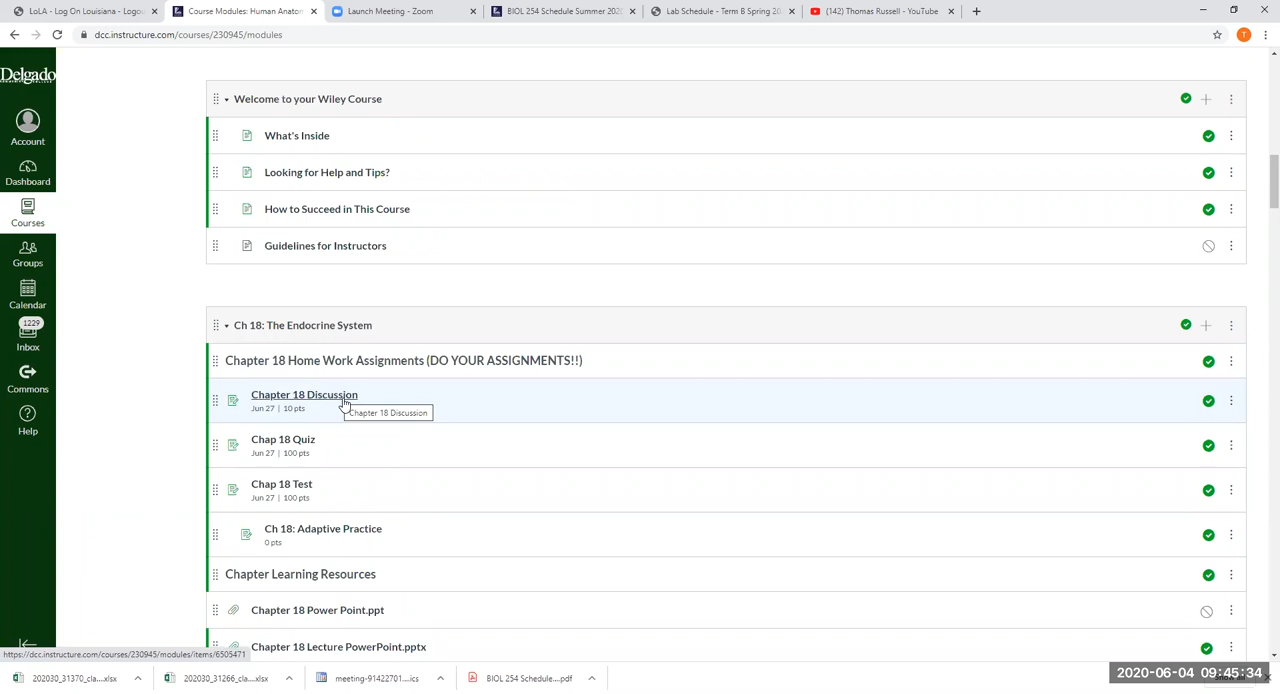 LoLA - Log On Louisiana - Logou
Course Modules: Human Anaton
Launch Meeting - Zoom
BIOL 254 Schedule Summer 202
Lab Schedule - Term B Spring 20
(142) Thomas Russell - YouTube
dcc.instructure.com/courses/230945/modules
T
Delgado
Account
Dashboard
Courses
Groups
Calendar
1229
Inbox
Commons
Help
Welcome to your Wiley Course
What's Inside
Looking for Help and Tips?
How to Succeed in This Course
Guidelines for Instructors
Ch 18: The Endocrine System
Chapter 18 Home Work Assignments (DO YOUR ASSIGNMENTS!!)
Chapter 18 Discussion
Jun 27 | 10 pts
Chapter 18 Discussion
Chap 18 Quiz
Jun 27 | 100 pts
Chap 18 Test
Jun 27 | 100 pts
Ch 18: Adaptive Practice
0 pts
Chapter Learning Resources
Chapter 18 Power Point.ppt
Chapter 18 Lecture PowerPoint.pptx
https://dcc.instructure.com/courses/230945/modules/items/6505471
202030_31370_cla....xlsx
202030_31266_cla....xlsx
meeting-91422701....ics
BIOL 254 Schedule....pdf
2020-06-04 09:45:34